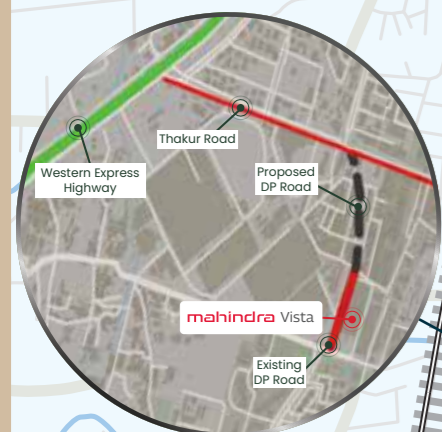 Thakur Road
Western Express
Highway
Proposed
DP Road
mahindra Vista
Existing
DP Road